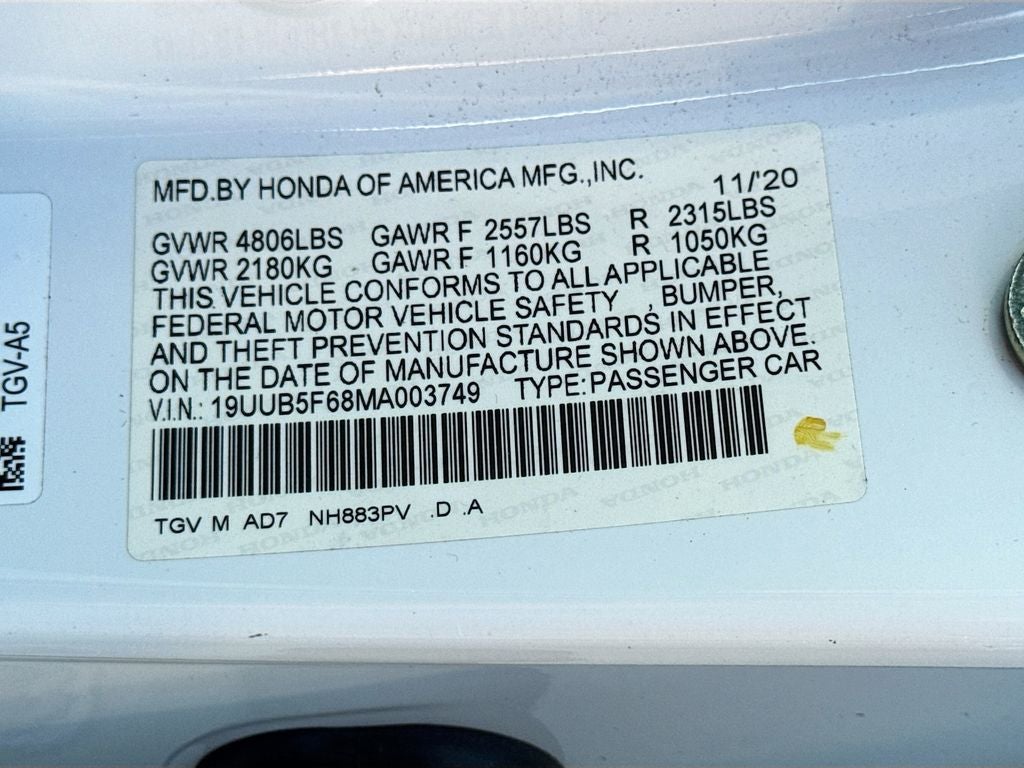 MFD.BY HONDA OF AMERICA MFG.,INC. 11/'20
GVWR 4806LBS GAWR F 2557LBS R 2315LBS
GVWR 2180KG GAWR F 1160KG R 1050KG
THIS VEHICLE CONFORMS TO ALL APPLICABLE
FEDERAL MOTOR VEHICLE SAFETY , BUMPER,
AND THEFT PREVENTION STANDARDS IN EFFECT
ON THE DATE OF MANUFACTURE SHOWN ABOVE.
V.I.N.: 19UUB5F68MA003749 TYPE:PASSENGER CAR
TGV M AD7 NH883PV .D .A
TGV-A5